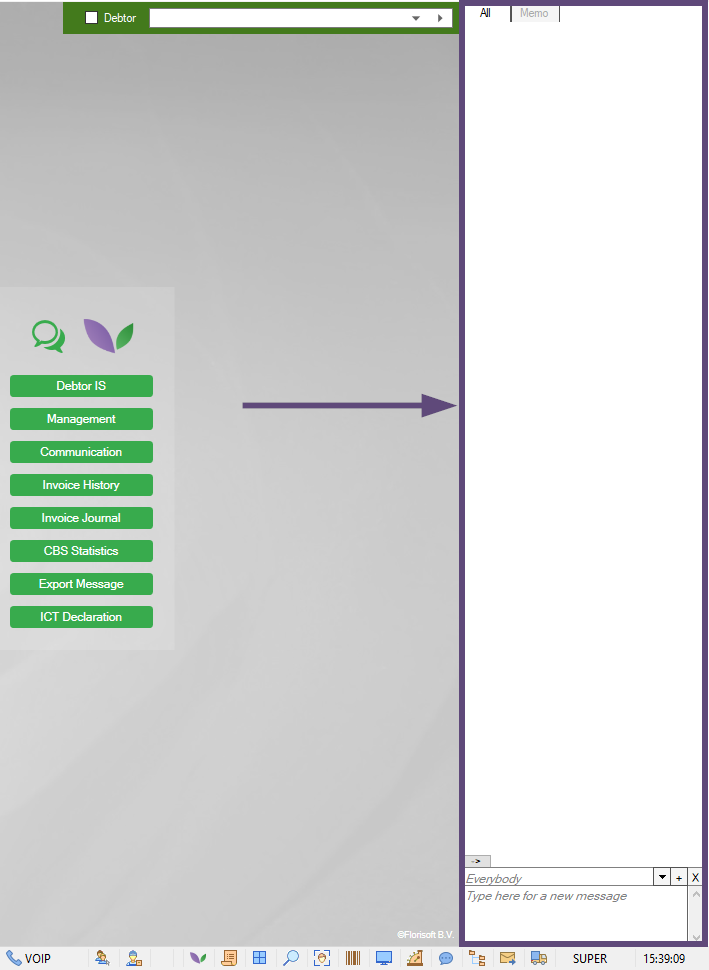 Debtor
All
Memo
Debtor IS
Management
Communication
Invoice History
Invoice Journal
CBS Statistics
Export Message
ICT Declaration
->
Everybody
+ X
Type here for a new message
©Florisoft B.V.
VOIP
SUPER
15:39:09